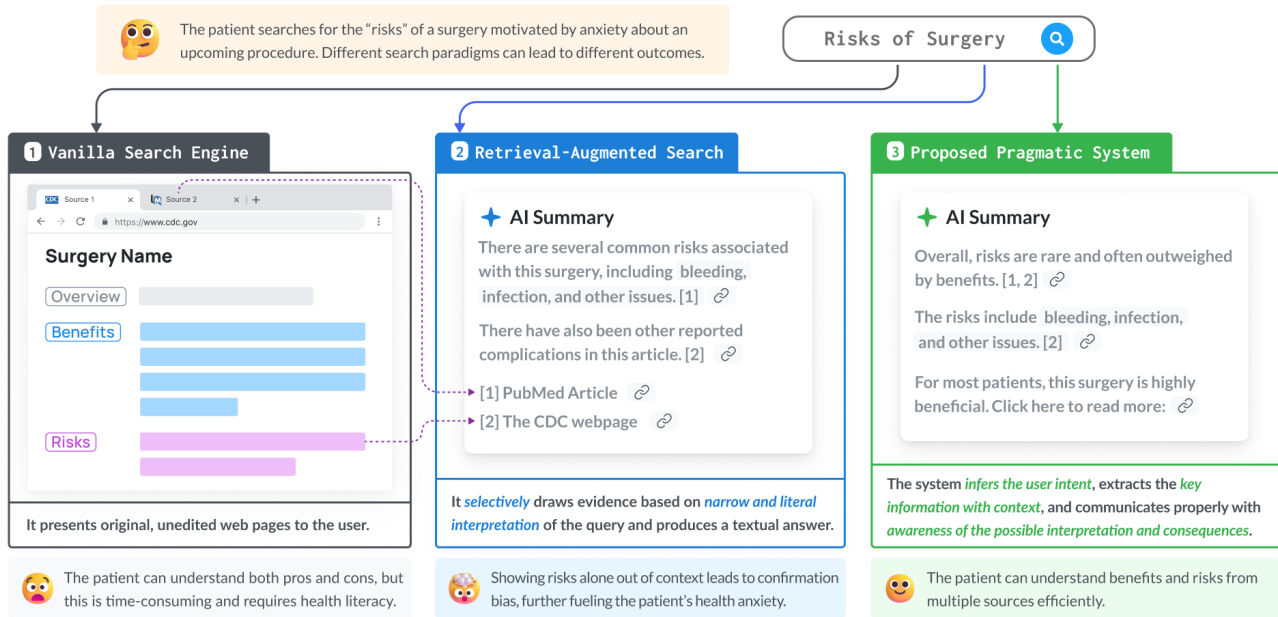 The patient searches for the “risks” of a surgery motivated by anxiety about an
upcoming procedure. Different search paradigms can lead to different outcomes.
Risks of Surgery
1 Vanilla Search Engine
CDC Source 1
Source 2
https://www.cdc.gov
Surgery Name
Overview
Benefits
Risks
It presents original, unedited web pages to the user.
The patient can understand both pros and cons, but
this is time-consuming and requires health literacy.
2 Retrieval-Augmented Search
AI Summary
There are several common risks associated
with this surgery, including bleeding,
infection, and other issues. [1]
There have also been other reported
complications in this article. [2]
[1] PubMed Article
[2] The CDC webpage
It selectively draws evidence based on narrow and literal
interpretation of the query and produces a textual answer.
Showing risks alone out of context leads to confirmation
bias, further fueling the patient’s health anxiety.
3 Proposed Pragmatic System
AI Summary
Overall, risks are rare and often outweighed
by benefits. [1, 2]
The risks include bleeding, infection,
and other issues. [2]
For most patients, this surgery is highly
beneficial. Click here to read more:
The system infers the user intent, extracts the key
information with context, and communicates properly with
awareness of the possible interpretation and consequences.
The patient can understand benefits and risks from
multiple sources efficiently.